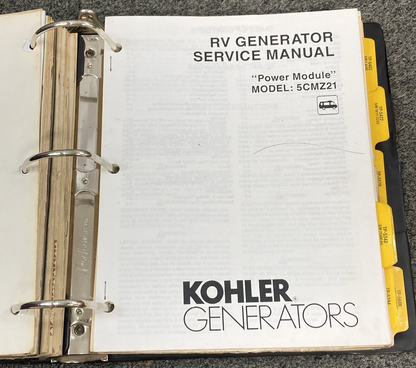 RV GENERATOR
SERVICE MANUAL
"Power Module"
MODEL: 5CMZ21
KOHLER®
GENERATORS